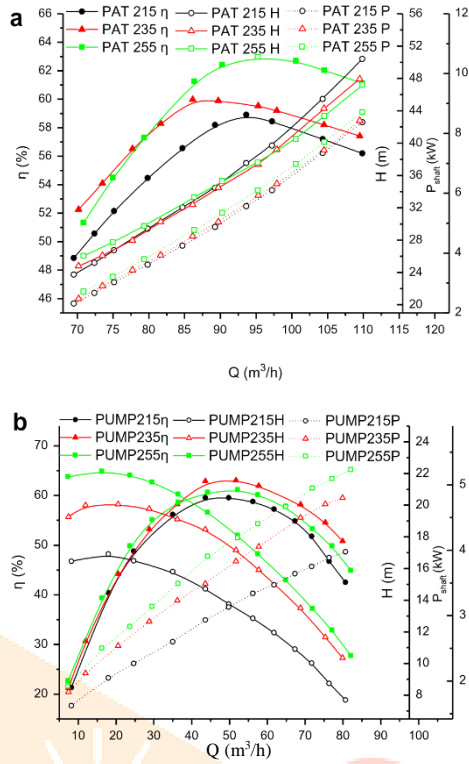 a
PAT 215 η PAT 215 H PAT 215 P
PAT 235 η PAT 235 H PAT 235 P
PAT 255 η PAT 255 H PAT 255 P
62
60
58
56
54
52
50
48
46
η (%)
70 75 80 85 90 95 100 105 110 115 120
Q (m³/h)
56
52
48
44
40
36
32
28
24
20
H (m)
12
10
8
6
4
2
P shaft (kW)
b
PUMP215η PUMP215H PUMP215P
PUMP235η PUMP235H PUMP235P
PUMP255η PUMP255H PUMP255P
70
60
50
40
30
20
η (%)
10 20 30 40 50 60 70 80 90 100
Q (m³/h)
24
22
20
18
16
14
12
10
8
H (m)
5
4
3
2
P shaft (kW)